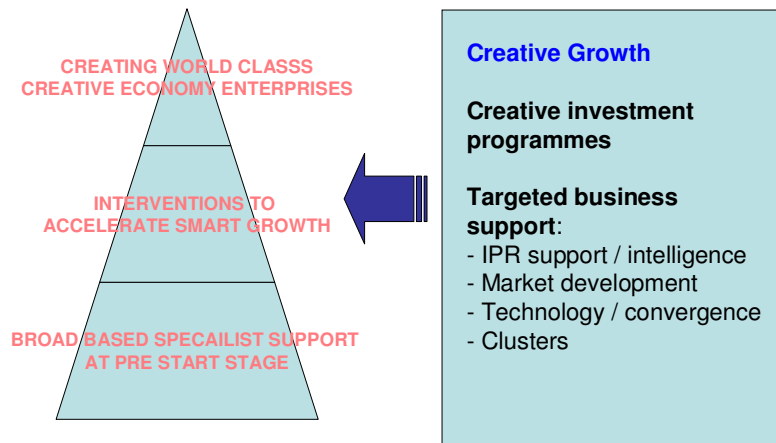 CREATING WORLD CLASSS
CREATIVE ECONOMY ENTERPRISES
INTERVENTIONS TO
ACCELERATE SMART GROWTH
BROAD BASED SPECAILIST SUPPORT
AT PRE START STAGE
Creative Growth
Creative investment
programmes
Targeted business
support:
- IPR support / intelligence
- Market development
- Technology / convergence
- Clusters